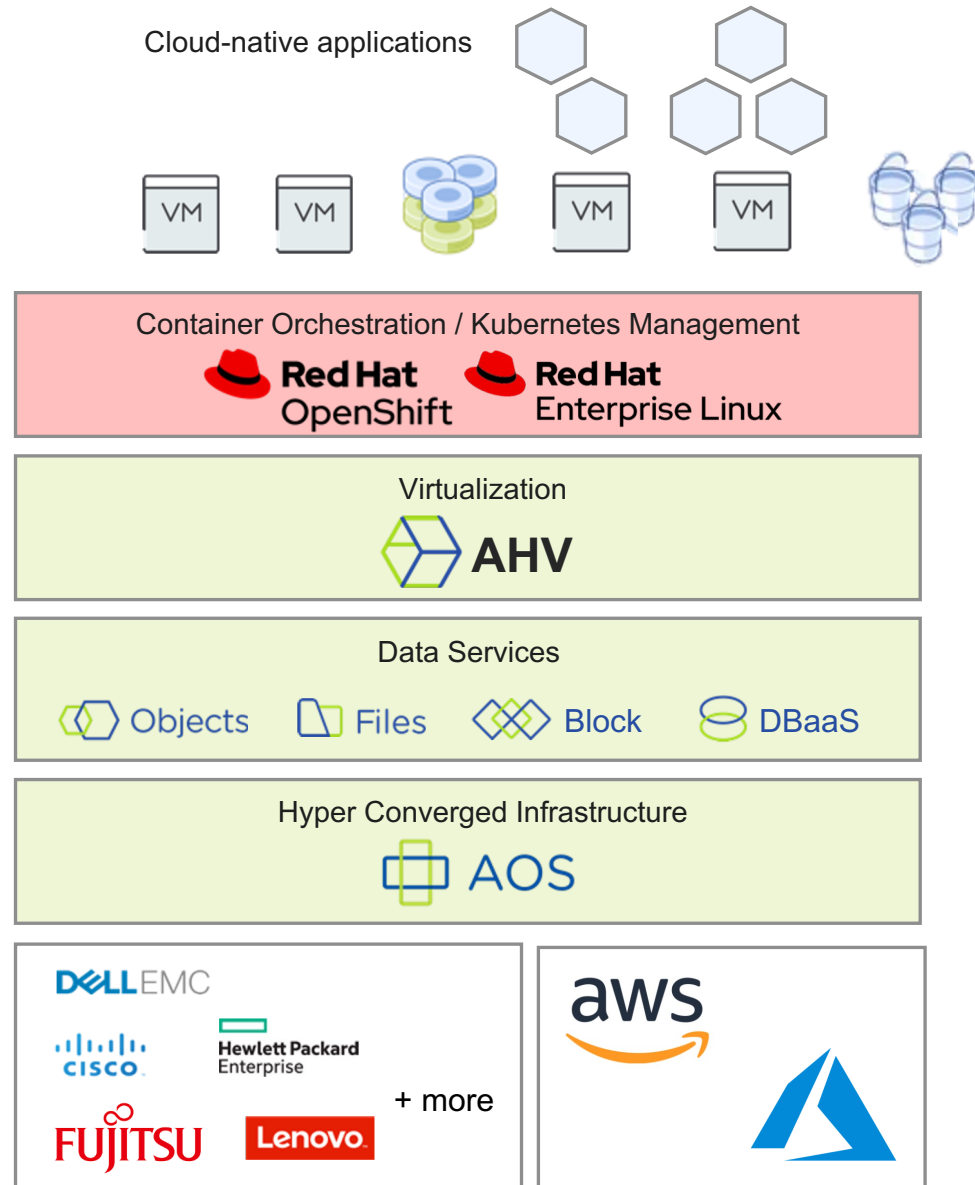 Cloud-native applications
VM
VM
VM
VM
Container Orchestration / Kubernetes Management
Red Hat
OpenShift
Red Hat
Enterprise Linux
Virtualization
AHV
Data Services
Objects
Files
Block
DBaaS
Hyper Converged Infrastructure
AOS
DELLEMC
CISCO
Hewlett Packard
Enterprise
+ more
FUJITSU
Lenovo
aws